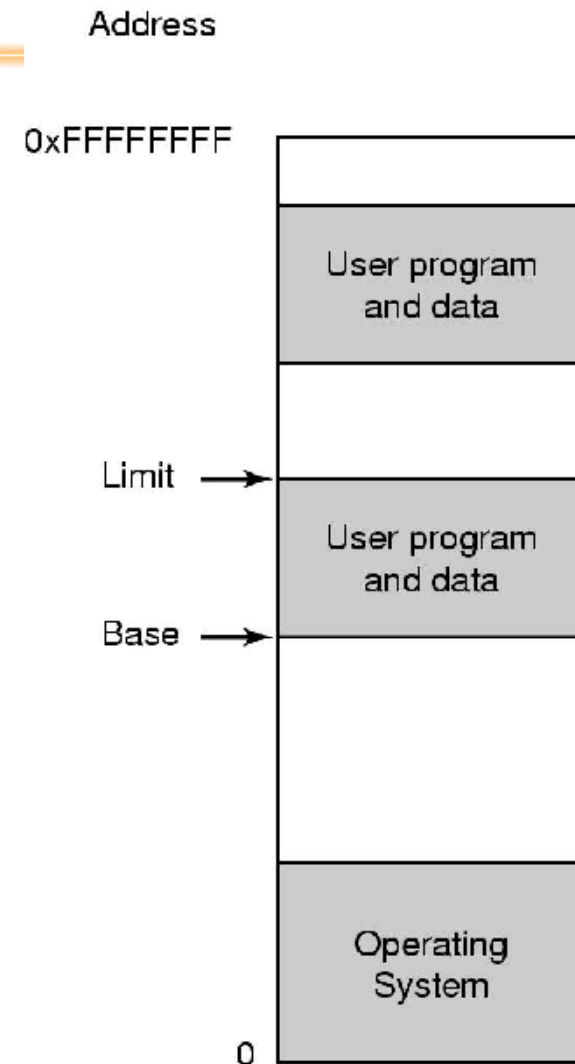 Address
0xFFFFFFFF
User program
and data
Limit
User program
and data
Base
Operating
System
0